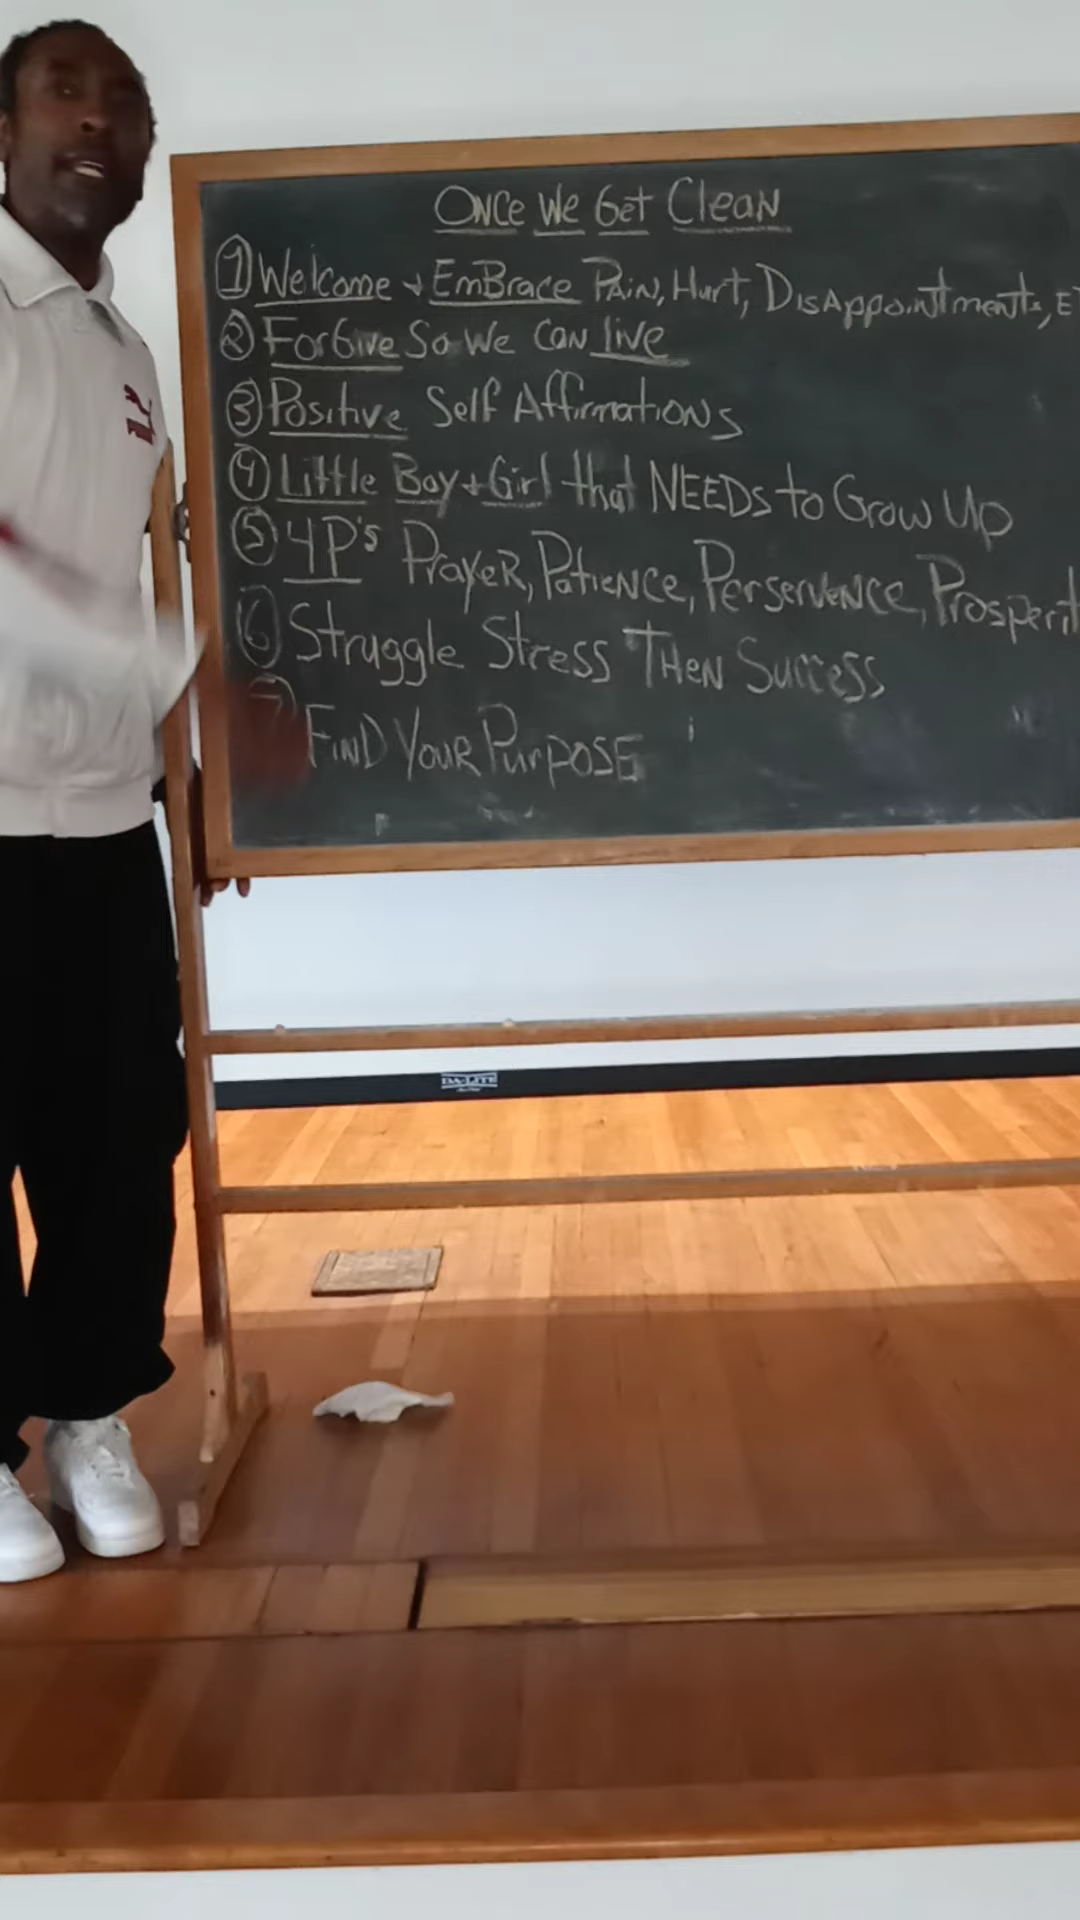 Once We Get Clean
① Welcome + EmBrace Pain, Hurt, DisAppointments, E
② ForGive So We Can live
③ Positive Self Affirmations
④ Little Boy + Girl that NEEDs to Grow Up
⑤ 4P's Prayer, Patience, Perservence, Prosperit
⑥ Struggle Stress Then Success
⑦ Find Your Purpose
DA-LITE